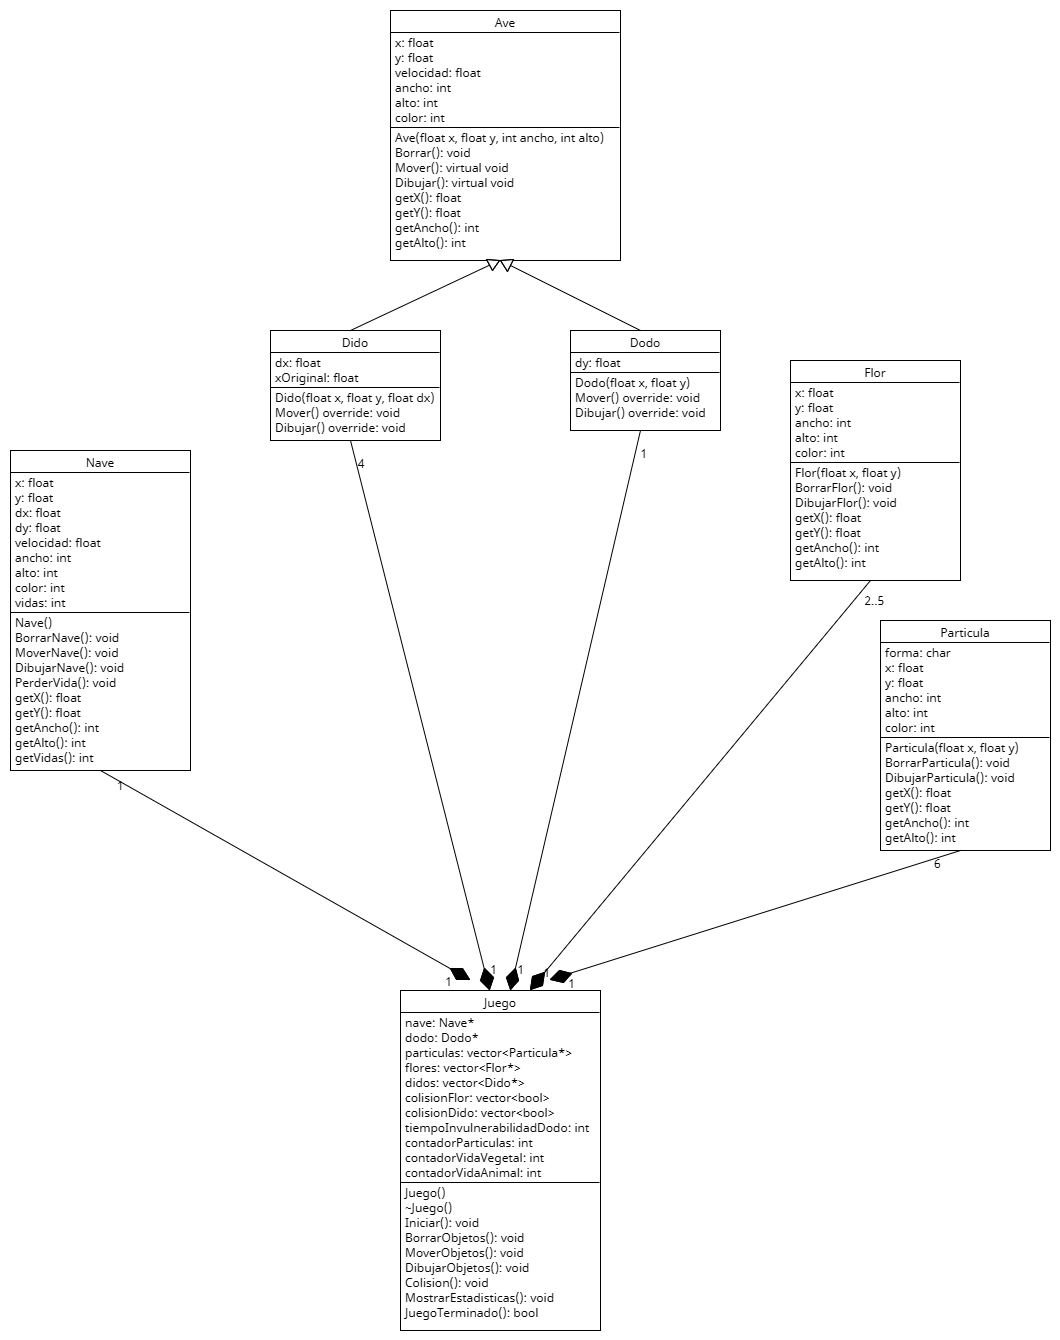 Ave
x: float
y: float
velocidad: float
ancho: int
alto: int
color: int
Ave(float x, float y, int ancho, int alto)
Borrar(): void
Mover(): virtual void
Dibujar(): virtual void
getX(): float
getY(): float
getAncho(): int
getAlto(): int
Dido
dx: float
xOriginal: float
Dido(float x, float y, float dx)
Mover() override: void
Dibujar() override: void
4
Dodo
dy: float
Dodo(float x, float y)
Mover() override: void
Dibujar() override: void
1
Flor
x: float
y: float
ancho: int
alto: int
color: int
Flor(float x, float y)
BorrarFlor(): void
DibujarFlor(): void
getX(): float
getY(): float
getAncho(): int
getAlto(): int
2..5
Nave
x: float
y: float
dx: float
dy: float
velocidad: float
ancho: int
alto: int
color: int
vidas: int
Nave()
BorrarNave(): void
MoverNave(): void
DibujarNave(): void
PerderVida(): void
getX(): float
getY(): float
getAncho(): int
getAlto(): int
getVidas(): int
1
Particula
forma: char
x: float
y: float
ancho: int
alto: int
color: int
Particula(float x, float y)
BorrarParticula(): void
DibujarParticula(): void
getX(): float
getY(): float
getAncho(): int
getAlto(): int
6
1
1
1
1
1
Juego
nave: Nave*
dodo: Dodo*
particulas: vector<Particula*>
flores: vector<Flor*>
didos: vector<Dido*>
colisionFlor: vector<bool>
colisionDido: vector<bool>
tiempoInvulnerabilidadDodo: int
contadorParticulas: int
contadorVidaVegetal: int
contadorVidaAnimal: int
Juego()
~Juego()
Iniciar(): void
BorrarObjetos(): void
MoverObjetos(): void
DibujarObjetos(): void
Colision(): void
MostrarEstadisticas(): void
JuegoTerminado(): bool